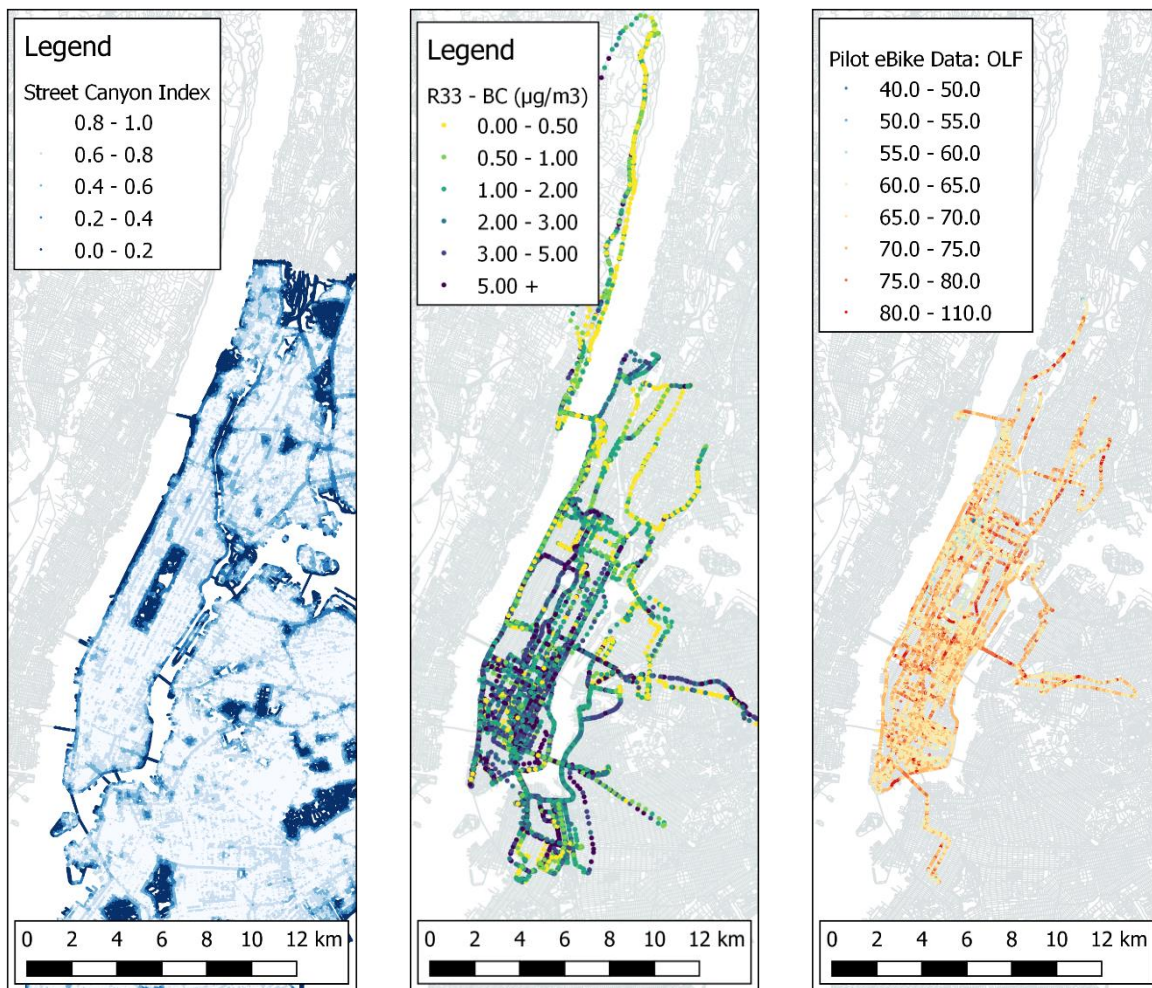 Legend
Street Canyon Index
0.8 - 1.0
0.6 - 0.8
0.4 - 0.6
0.2 - 0.4
0.0 - 0.2
0 2 4 6 8 10 12 km
Legend
R33 - BC (µg/m3)
0.00 - 0.50
0.50 - 1.00
1.00 - 2.00
2.00 - 3.00
3.00 - 5.00
5.00 +
0 2 4 6 8 10 12 km
Pilot eBike Data: OLF
40.0 - 50.0
50.0 - 55.0
55.0 - 60.0
60.0 - 65.0
65.0 - 70.0
70.0 - 75.0
75.0 - 80.0
80.0 - 110.0
0 2 4 6 8 10 12 km